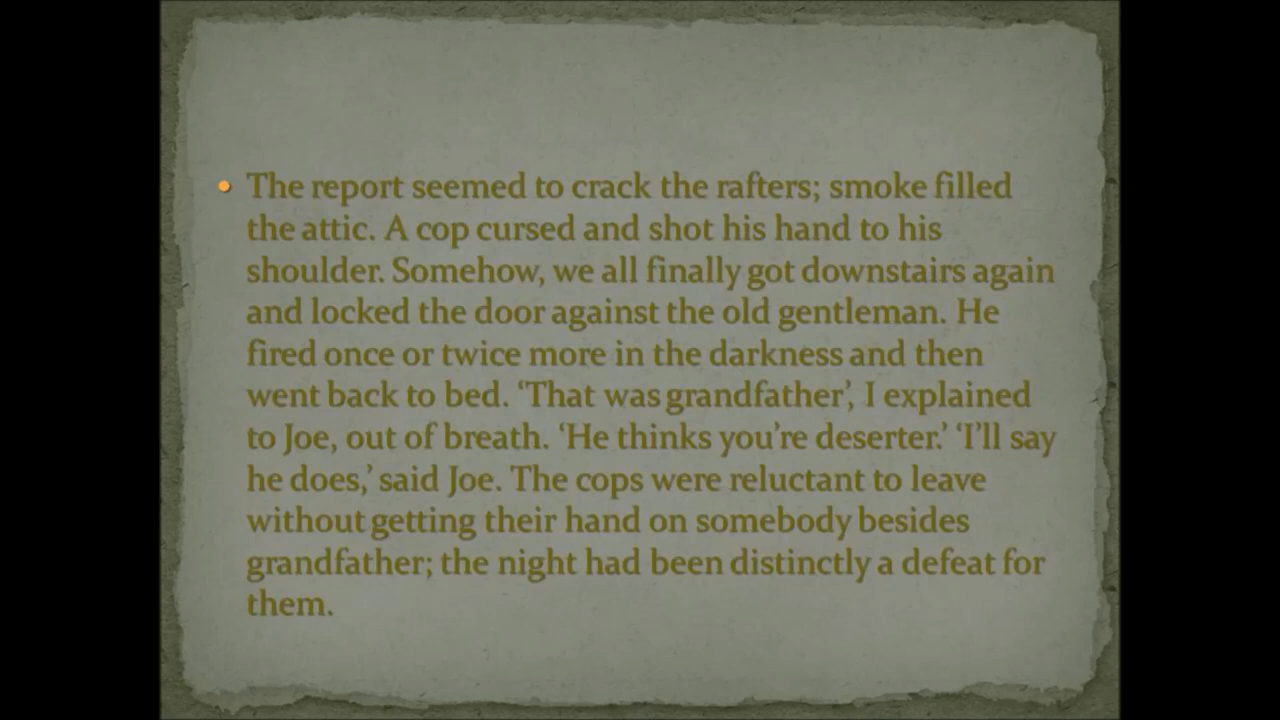 • The report seemed to crack the rafters; smoke filled
the attic. A cop cursed and shot his hand to his
shoulder. Somehow, we all finally got downstairs again
and locked the door against the old gentleman. He
fired once or twice more in the darkness and then
went back to bed. ‘That was grandfather’, I explained
to Joe, out of breath. ‘He thinks you’re deserter.’ ‘I’ll say
he does,’ said Joe. The cops were reluctant to leave
without getting their hand on somebody besides
grandfather; the night had been distinctly a defeat for
them.